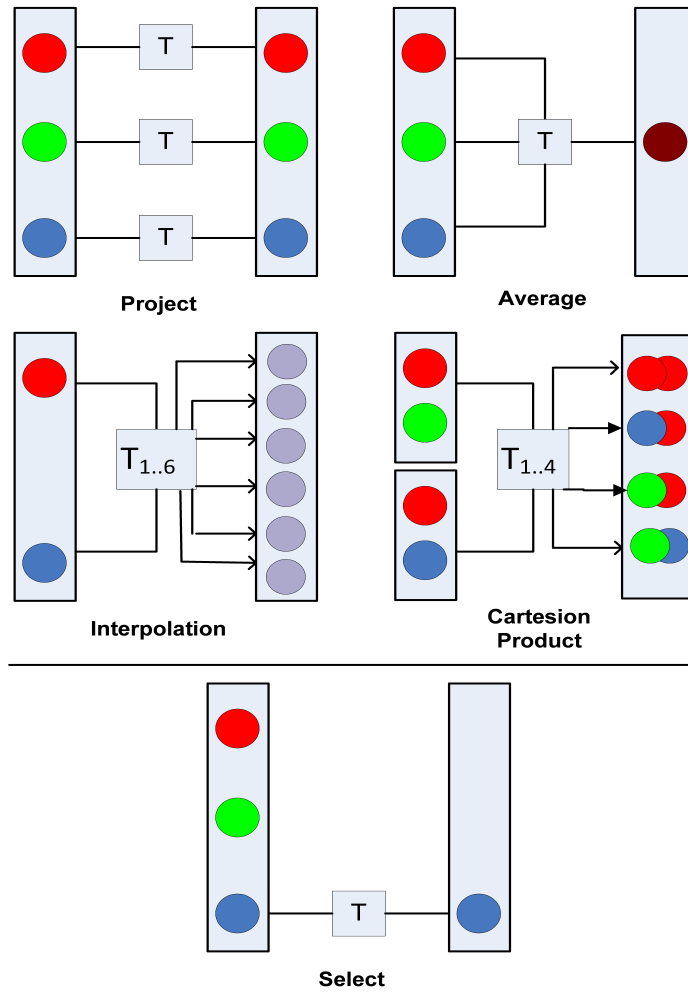 T
T
T
Project
T
Average
T1..6
Interpolation
T1..4
Cartesion
Product
T
Select